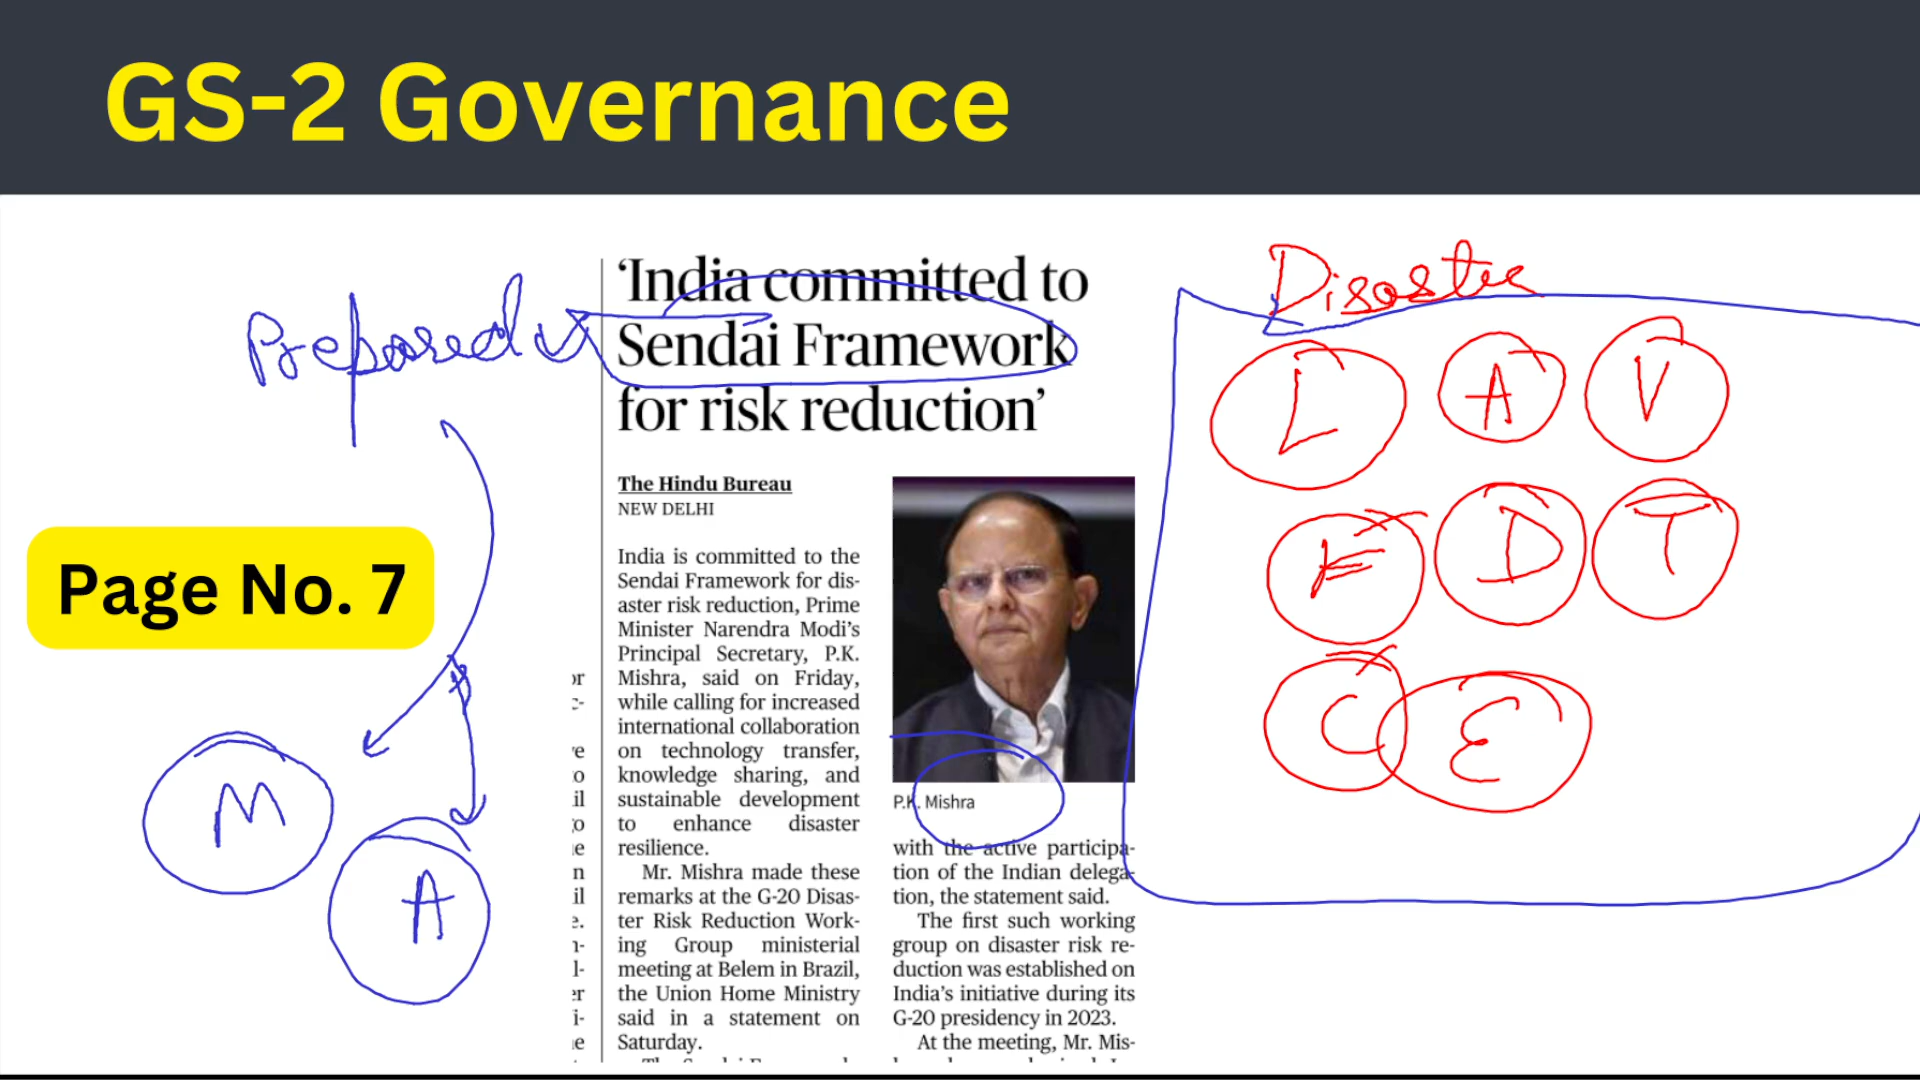 GS-2 Governance
Prepared
Page No. 7
M
A
‘India committed to
Sendai Framework
for risk reduction’
The Hindu Bureau
NEW DELHI
India is committed to the
Sendai Framework for dis-
aster risk reduction, Prime
Minister Narendra Modi’s
Principal Secretary, P.K.
Mishra, said on Friday,
while calling for increased
international collaboration
on technology transfer,
knowledge sharing, and
sustainable development
to enhance disaster
resilience.
Mr. Mishra made these
remarks at the G-20 Disas-
ter Risk Reduction Work-
ing Group ministerial
meeting at Belem in Brazil,
the Union Home Ministry
said in a statement on
Saturday.
P.K. Mishra
with the active participa-
tion of the Indian delega-
tion, the statement said.
The first such working
group on disaster risk re-
duction was established on
India’s initiative during its
G-20 presidency in 2023.
At the meeting, Mr. Mis-
Disaster
L A V
F D T
C E